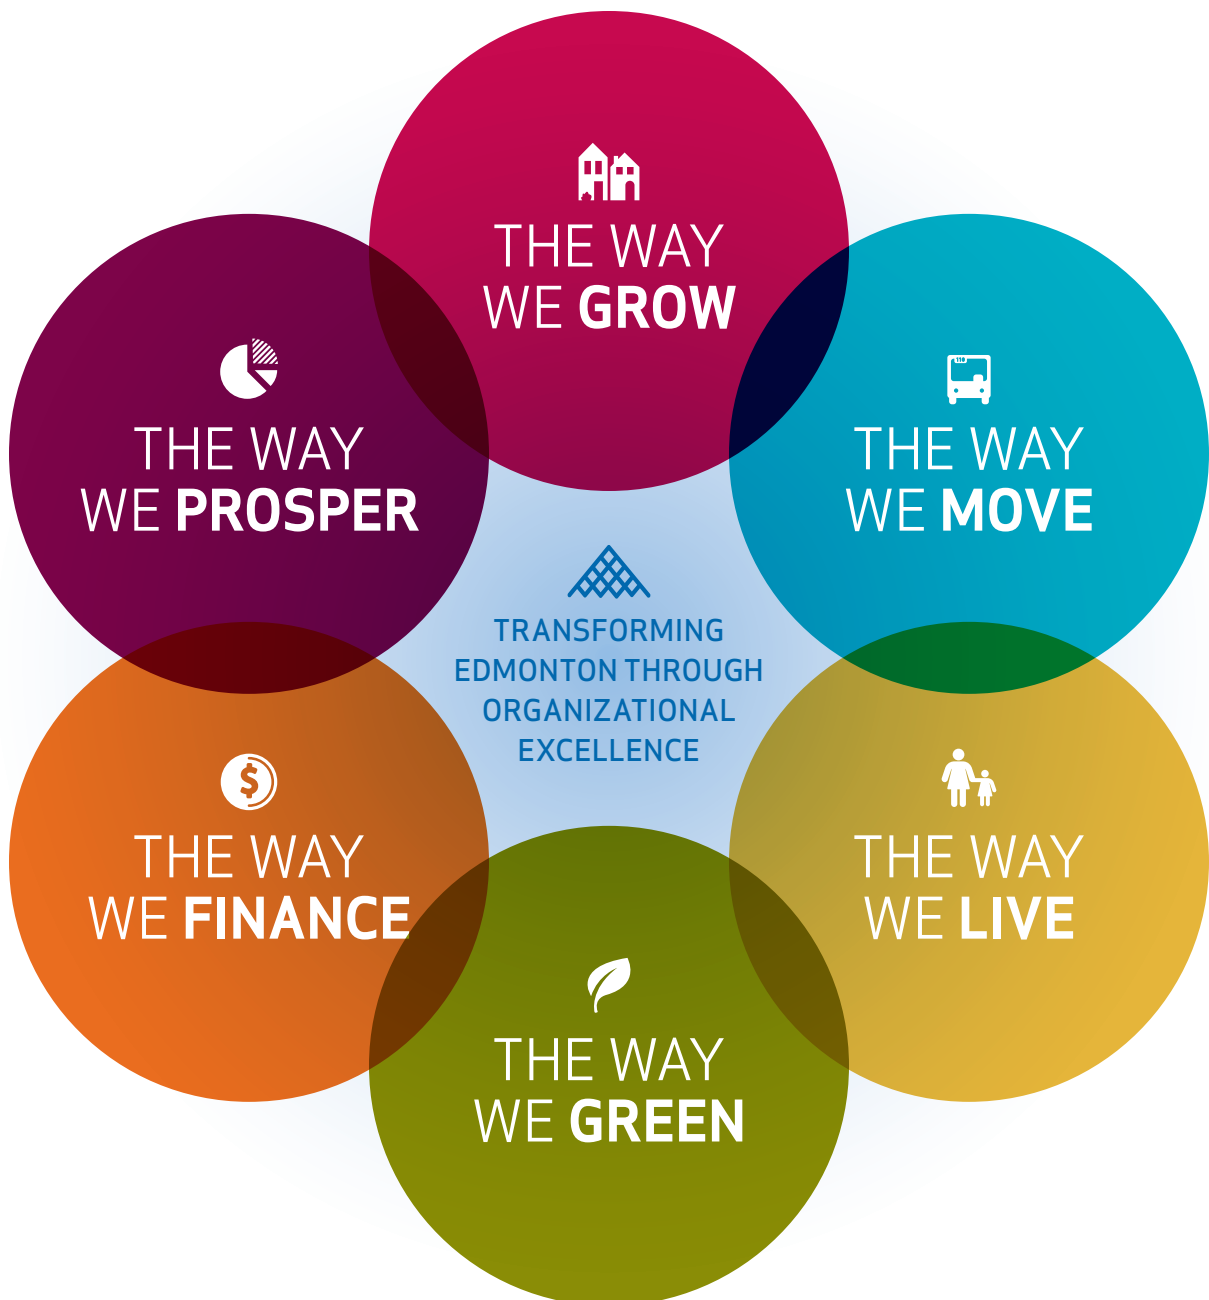 THE WAY
WE GROW
THE WAY
WE PROSPER
THE WAY
WE MOVE
TRANSFORMING
EDMONTON THROUGH
ORGANIZATIONAL
EXCELLENCE
THE WAY
WE FINANCE
THE WAY
WE LIVE
THE WAY
WE GREEN